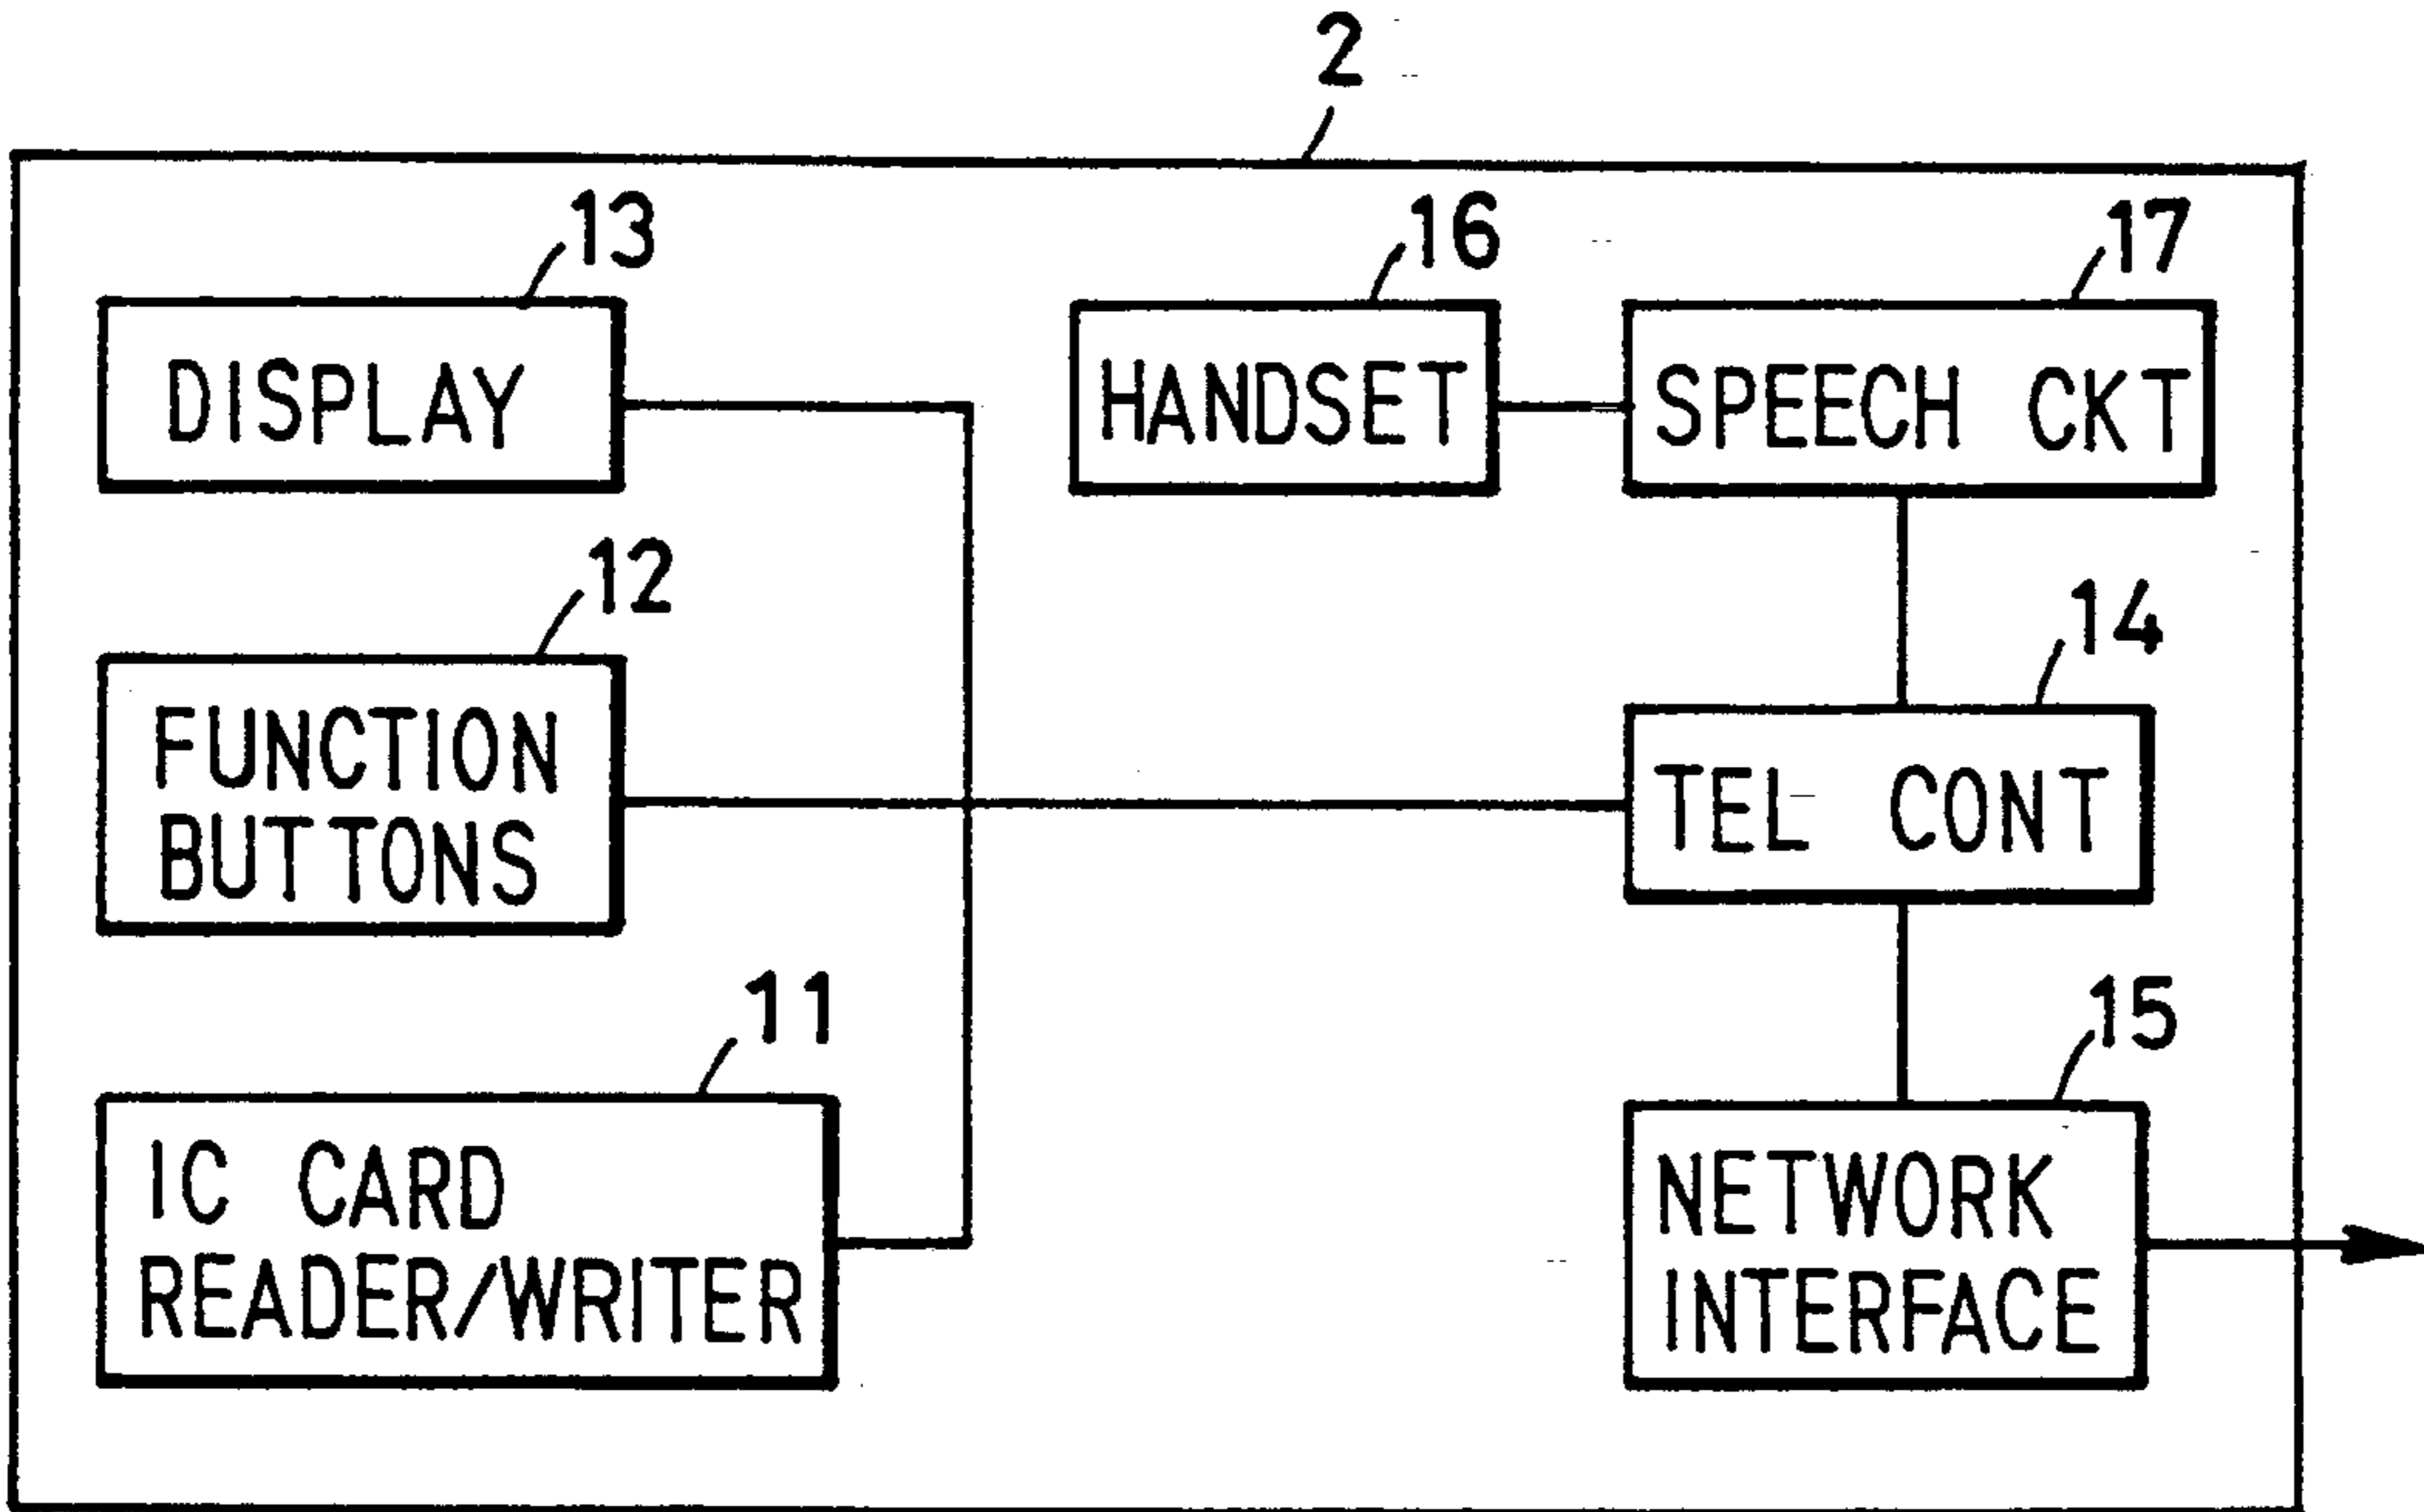 2
13
16
17
DISPLAY
HANDSET
SPEECH CKT
12
14
FUNCTION
BUTTONS
TEL CONT
11
15
IC CARD
READER/WRITER
NETWORK
INTERFACE